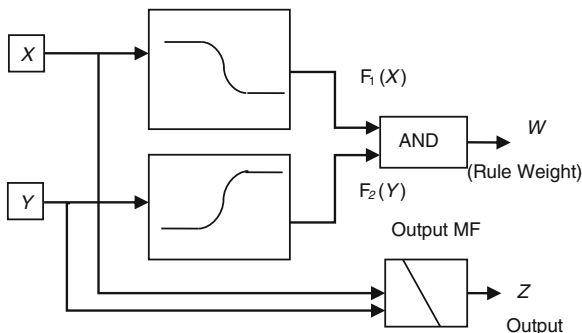 X
F₁(X)
AND
W
(Rule Weight)
Y
F₂(Y)
Output MF
Z
Output